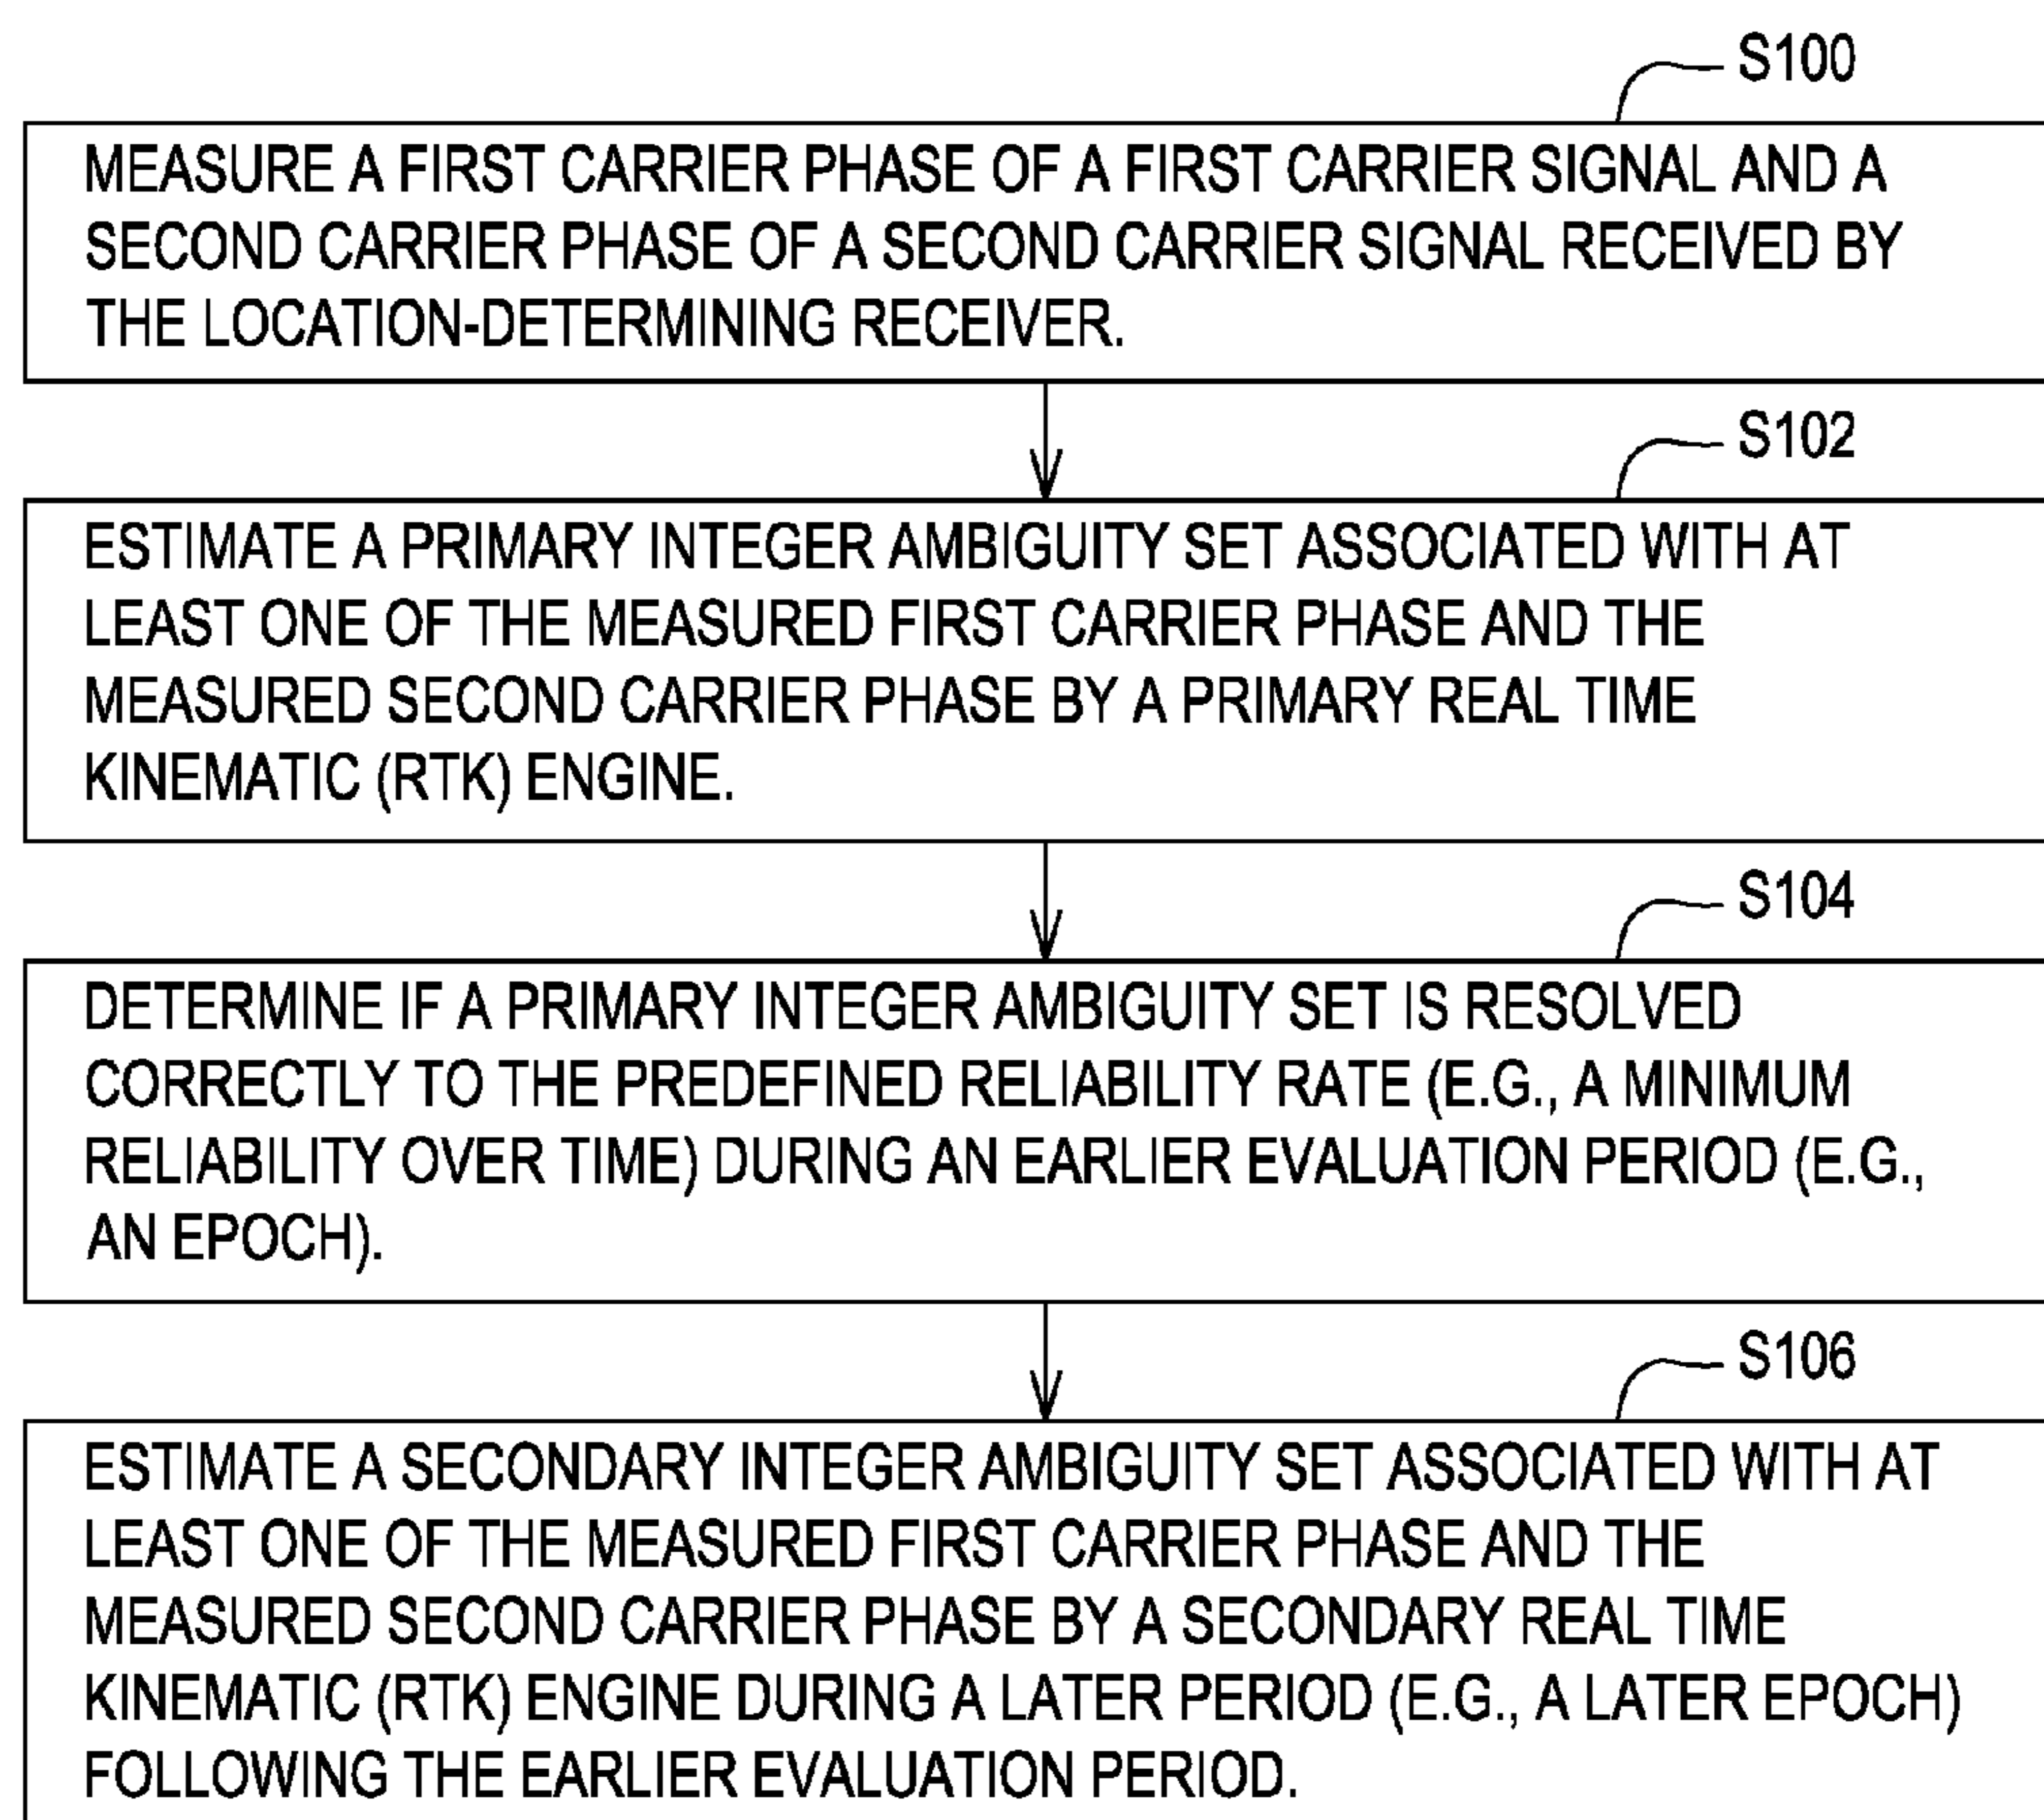 S100
MEASURE A FIRST CARRIER PHASE OF A FIRST CARRIER SIGNAL AND A
SECOND CARRIER PHASE OF A SECOND CARRIER SIGNAL RECEIVED BY
THE LOCATION-DETERMINING RECEIVER.
S102
ESTIMATE A PRIMARY INTEGER AMBIGUITY SET ASSOCIATED WITH AT
LEAST ONE OF THE MEASURED FIRST CARRIER PHASE AND THE
MEASURED SECOND CARRIER PHASE BY A PRIMARY REAL TIME
KINEMATIC (RTK) ENGINE.
S104
DETERMINE IF A PRIMARY INTEGER AMBIGUITY SET IS RESOLVED
CORRECTLY TO THE PREDEFINED RELIABILITY RATE (E.G., A MINIMUM
RELIABILITY OVER TIME) DURING AN EARLIER EVALUATION PERIOD (E.G.,
AN EPOCH).
S106
ESTIMATE A SECONDARY INTEGER AMBIGUITY SET ASSOCIATED WITH AT
LEAST ONE OF THE MEASURED FIRST CARRIER PHASE AND THE
MEASURED SECOND CARRIER PHASE BY A SECONDARY REAL TIME
KINEMATIC (RTK) ENGINE DURING A LATER PERIOD (E.G., A LATER EPOCH)
FOLLOWING THE EARLIER EVALUATION PERIOD.